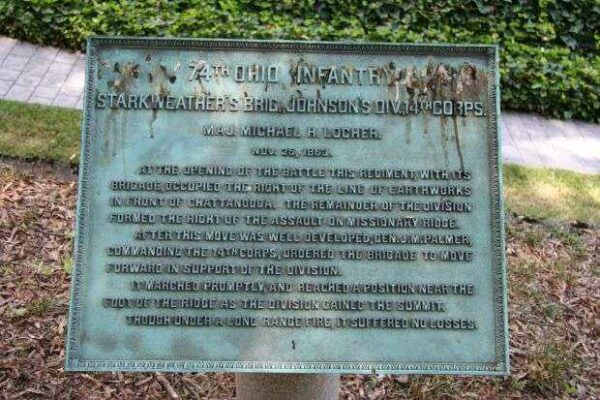 74TH OHIO INFANTRY
STARKWEATHER'S BRIG. JOHNSON'S DIV. 14TH CORPS.
MAJ. MICHAEL H. LOCHER.
NOV. 25, 1863.
AT THE OPENING OF THE BATTLE THIS REGIMENT, WITH ITS
BRIGADE, OCCUPIED THE RIGHT OF THE LINE OF EARTHWORKS
IN FRONT OF CHATTANOOGA. THE REMAINDER OF THE DIVISION
FORMED THE RIGHT OF THE ASSAULT ON MISSIONARY RIDGE.
AFTER THIS MOVE WAS WELL DEVELOPED, GEN. J. M. PALMER,
COMMANDING THE 14TH CORPS, ORDERED THE BRIGADE TO MOVE
FORWARD IN SUPPORT OF THE DIVISION.
IT MARCHED PROMPTLY, AND REACHED A POSITION NEAR THE
FOOT OF THE RIDGE AS THE DIVISION GAINED THE SUMMIT.
THOUGH UNDER A LONG RANGE FIRE IT SUFFERED NO LOSSES.
1